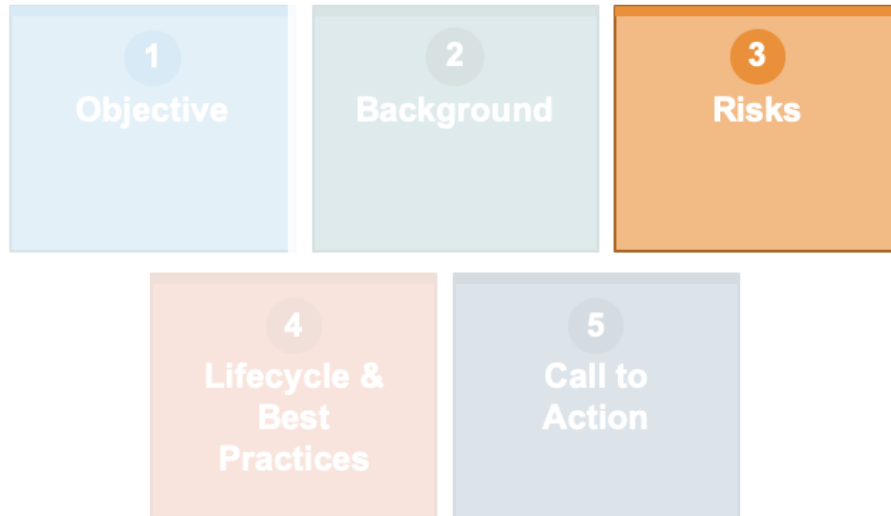 1
Objective
2
Background
3
Risks
4
Lifecycle &
Best
Practices
5
Call to
Action